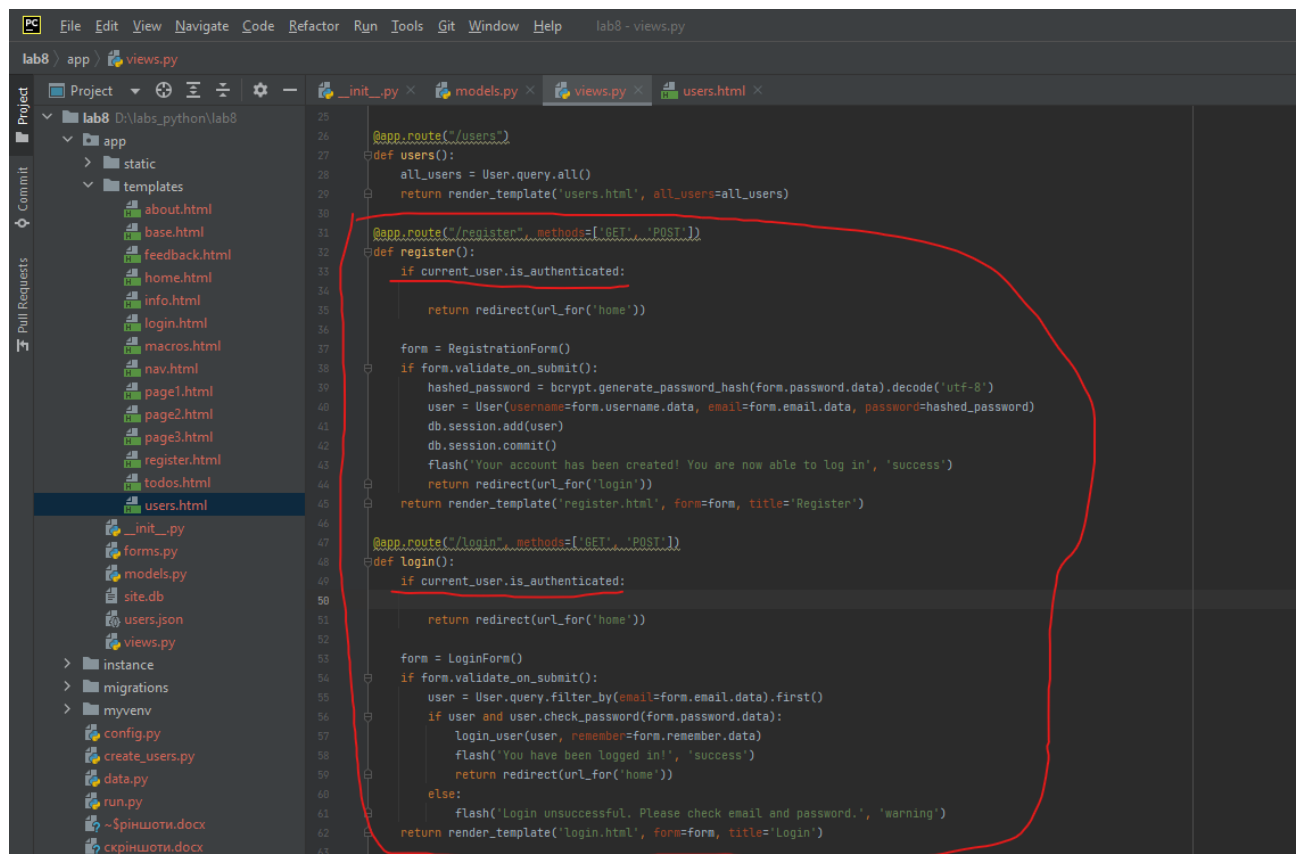 PC File Edit View Navigate Code Refactor Run Tools Git Window Help lab8 - views.py
lab8 app views.py
Project
Commit
Pull Requests
Project
lab8 D:\labs_python\lab8
app
static
templates
about.html
base.html
feedback.html
home.html
info.html
login.html
macros.html
nav.html
page1.html
page2.html
page3.html
register.html
todos.html
users.html
__init__.py
forms.py
models.py
site.db
users.json
views.py
instance
migrations
myvenv
config.py
create_users.py
data.py
run.py
~$ріншоти.docx
скріншоти.docx
__init__.py models.py views.py users.html
25
26 @app.route("/users")
27 def users():
28 all_users = User.query.all()
29 return render_template('users.html', all_users=all_users)
30
31 @app.route("/register", methods=['GET', 'POST'])
32 def register():
33 if current_user.is_authenticated:
34
35 return redirect(url_for('home'))
36
37 form = RegistrationForm()
38 if form.validate_on_submit():
39 hashed_password = bcrypt.generate_password_hash(form.password.data).decode('utf-8')
40 user = User(username=form.username.data, email=form.email.data, password=hashed_password)
41 db.session.add(user)
42 db.session.commit()
43 flash('Your account has been created! You are now able to log in', 'success')
44 return redirect(url_for('login'))
45 return render_template('register.html', form=form, title='Register')
46
47 @app.route("/login", methods=['GET', 'POST'])
48 def login():
49 if current_user.is_authenticated:
50
51 return redirect(url_for('home'))
52
53 form = LoginForm()
54 if form.validate_on_submit():
55 user = User.query.filter_by(email=form.email.data).first()
56 if user and user.check_password(form.password.data):
57 login_user(user, remember=form.remember.data)
58 flash('You have been logged in!', 'success')
59 return redirect(url_for('home'))
60 else:
61 flash('Login unsuccessful. Please check email and password.', 'warning')
62 return render_template('login.html', form=form, title='Login')
63